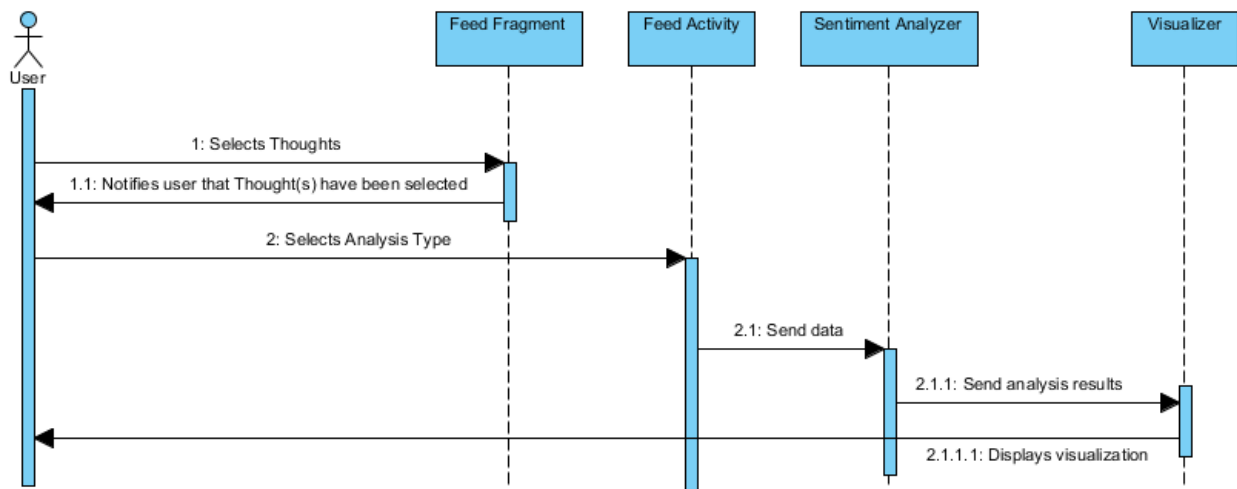 Feed Fragment
Feed Activity
Sentiment Analyzer
Visualizer
User
1: Selects Thoughts
1.1: Notifies user that Thought(s) have been selected
2: Selects Analysis Type
2.1: Send data
2.1.1: Send analysis results
2.1.1.1: Displays visualization